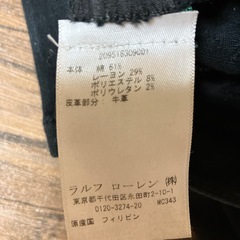 209518309001
本体 綿 61%
レーヨン 29%
ポリエステル 8%
ポリウレタン 2%
皮革部分: 牛革
ラルフ ローレン ㈱
東京都千代田区永田町2-10-1
0120-3274-20 MC343
原産国 フィリピン